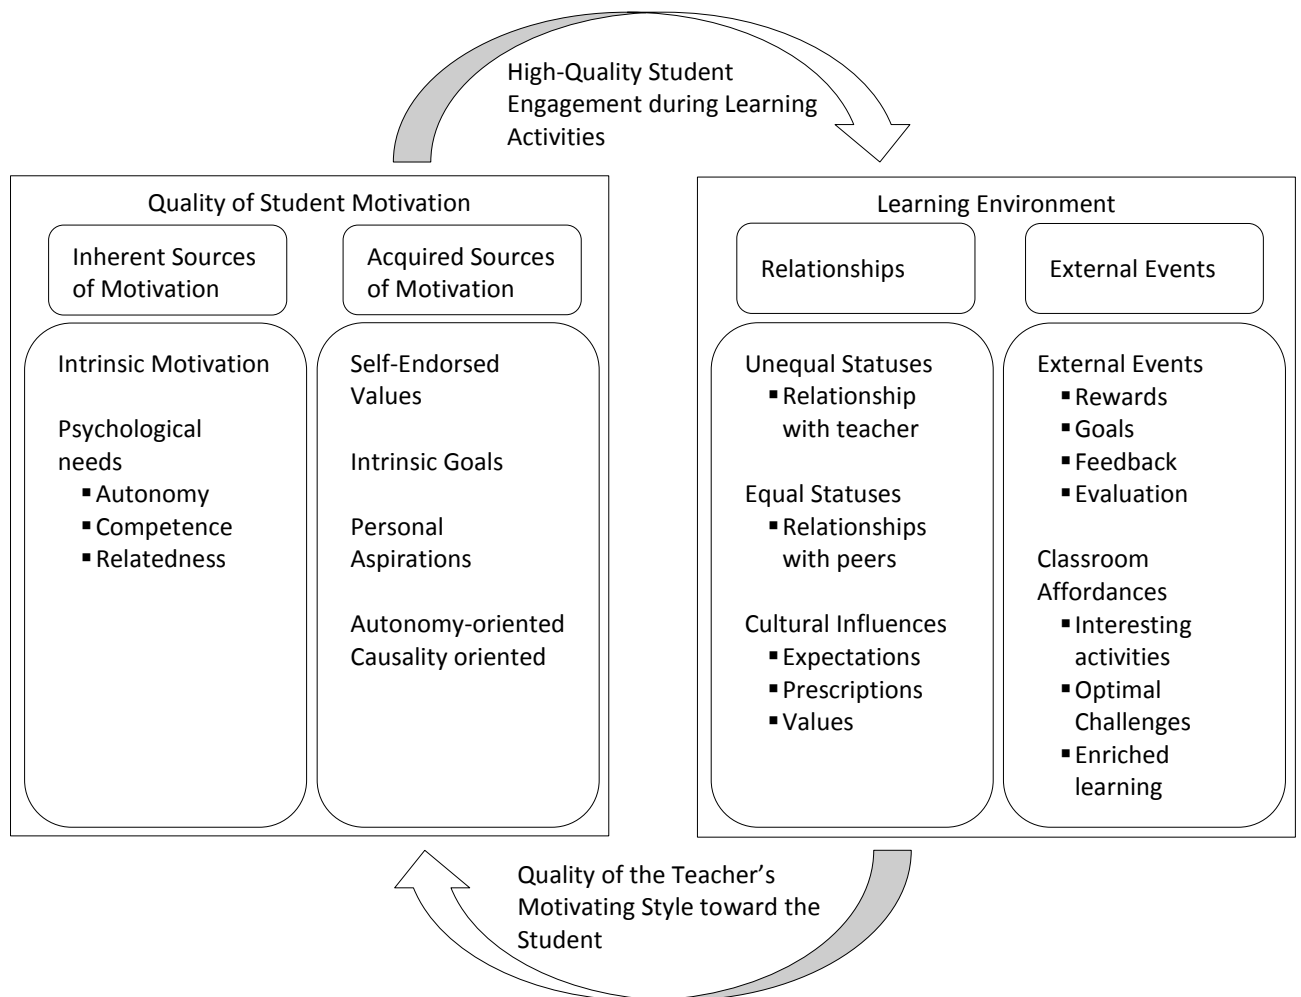 High-Quality Student
Engagement during Learning
Activities
Quality of Student Motivation
Inherent Sources
of Motivation
Acquired Sources
of Motivation
Intrinsic Motivation
Psychological
needs
▪ Autonomy
▪ Competence
▪ Relatedness
Self-Endorsed
Values
Intrinsic Goals
Personal
Aspirations
Autonomy-oriented
Causality oriented
Learning Environment
Relationships
External Events
Unequal Statuses
▪ Relationship
with teacher
Equal Statuses
▪ Relationships
with peers
Cultural Influences
▪ Expectations
▪ Prescriptions
▪ Values
External Events
▪ Rewards
▪ Goals
▪ Feedback
▪ Evaluation
Classroom
Affordances
▪ Interesting
activities
▪ Optimal
Challenges
▪ Enriched
learning
Quality of the Teacher’s
Motivating Style toward the
Student